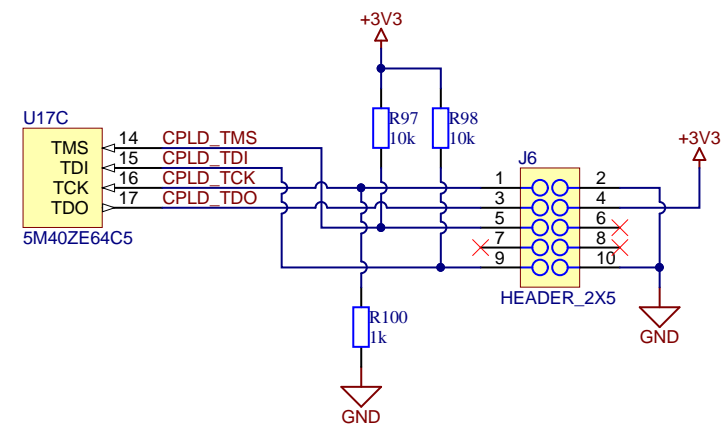 +3V3
U17C
R97
10k
R98
10k
+3V3
TMS 14 CPLD_TMS
TDI 15 CPLD_TDI
TCK 16 CPLD_TCK
TDO 17 CPLD_TDO
5M40ZE64C5
J6
1 2
3 4
5 6
7 8
9 10
HEADER_2X5
R100
1k
GND
GND